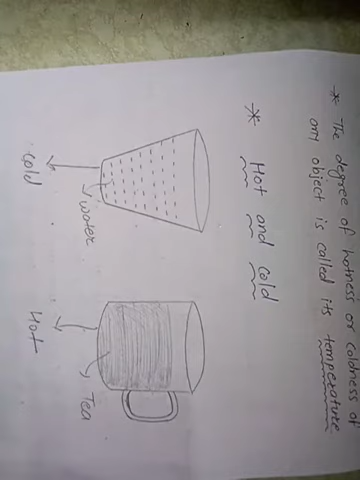 * The degree of hotness or coldness of
any object is called its temperature
* Hot and cold
water
cold
Tea
Hot